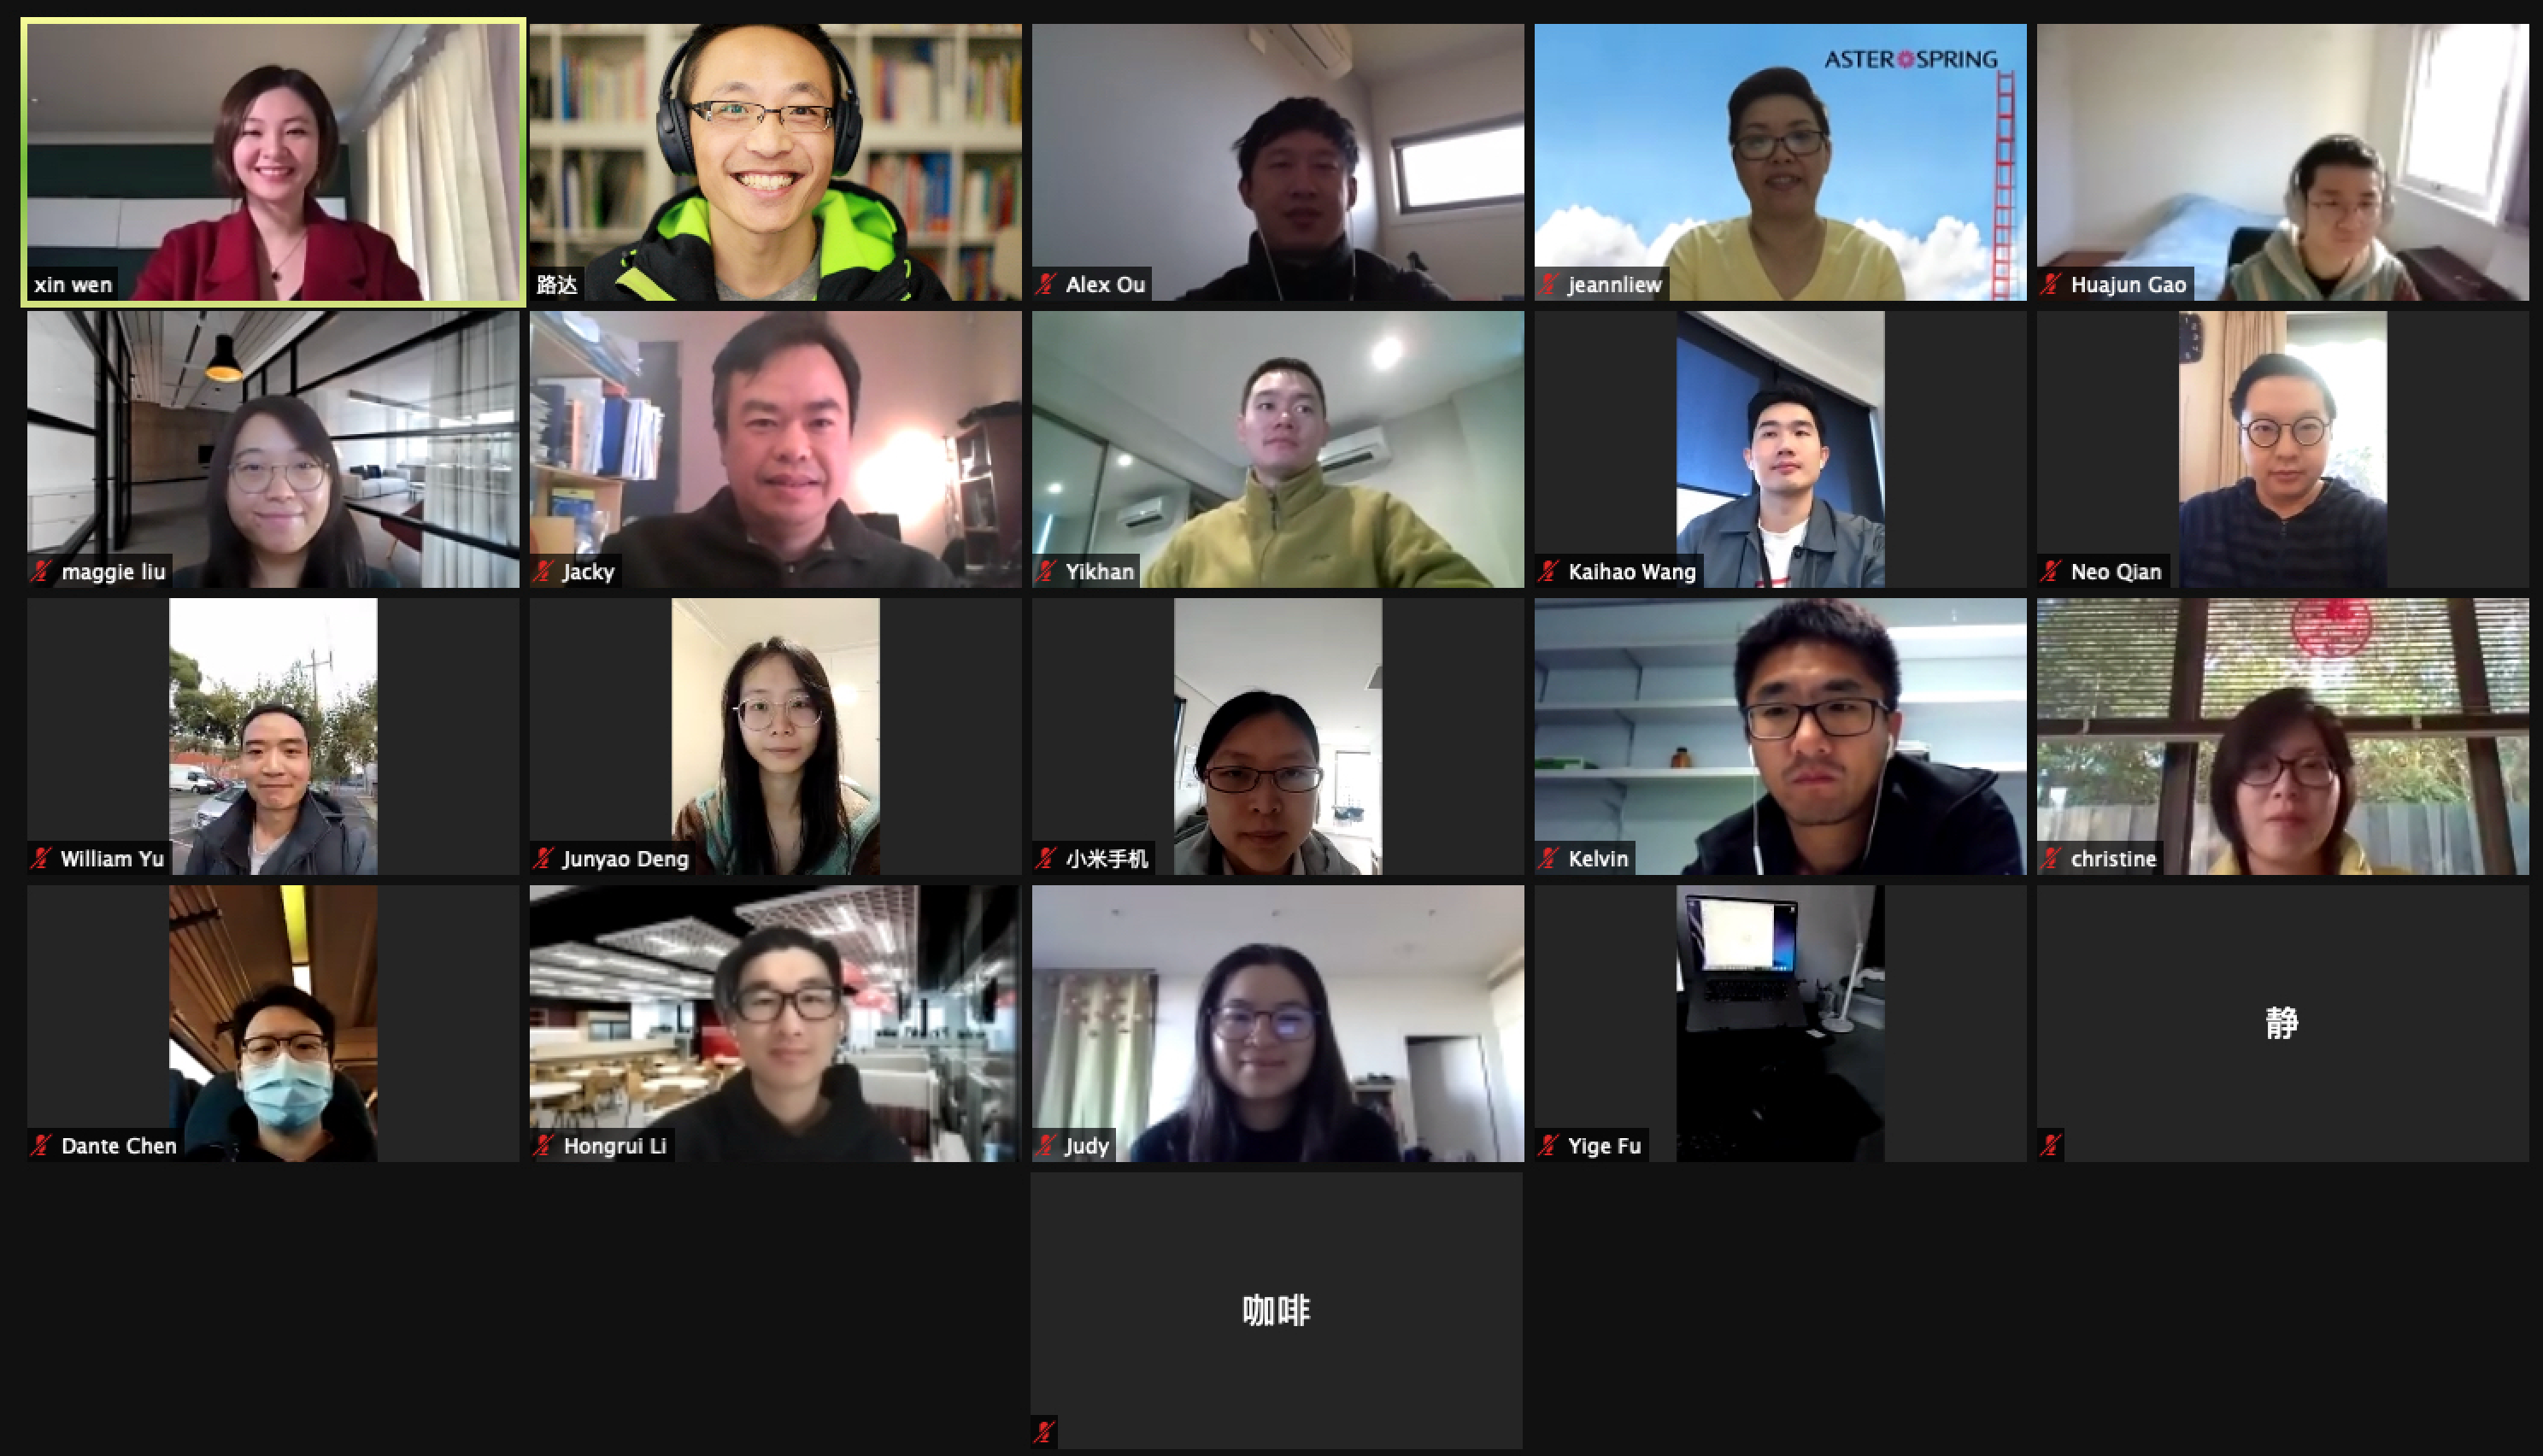 ASTER SPRING
xin wen
路达
Alex Ou
jeannliew
Huajun Gao
maggie liu
Jacky
Yikhan
Kaihao Wang
Neo Qian
William Yu
Junyao Deng
小米手机
Kelvin
christine
Dante Chen
Hongrui Li
Judy
Yige Fu
静
咖啡